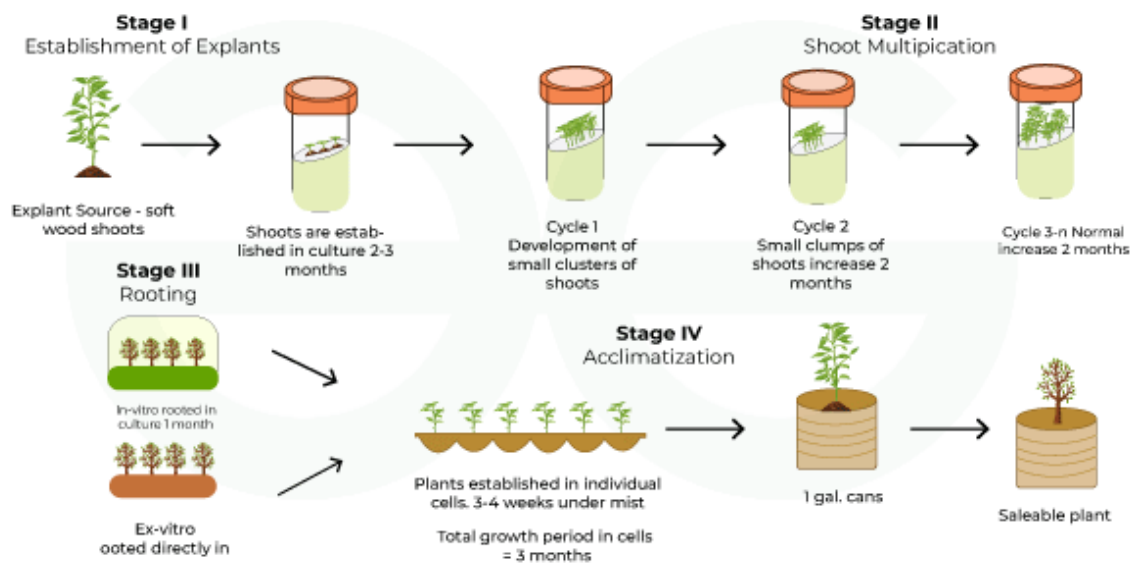 Stage I
Establishment of Explants
Stage II
Shoot Multipication
Explant Source - soft
wood shoots
Shoots are estab-
lished in culture 2-3
months
Cycle 1
Development of
small clusters of
shoots
Cycle 2
Small clumps of
shoots increase 2
months
Cycle 3-n Normal
increase 2 months
Stage III
Rooting
In-vitro rooted in
culture 1 month
Ex-vitro
ooted directly in
Stage IV
Acclimatization
Plants established in individual
cells. 3-4 weeks under mist
Total growth period in cells
= 3 months
1 gal. cans
Saleable plant